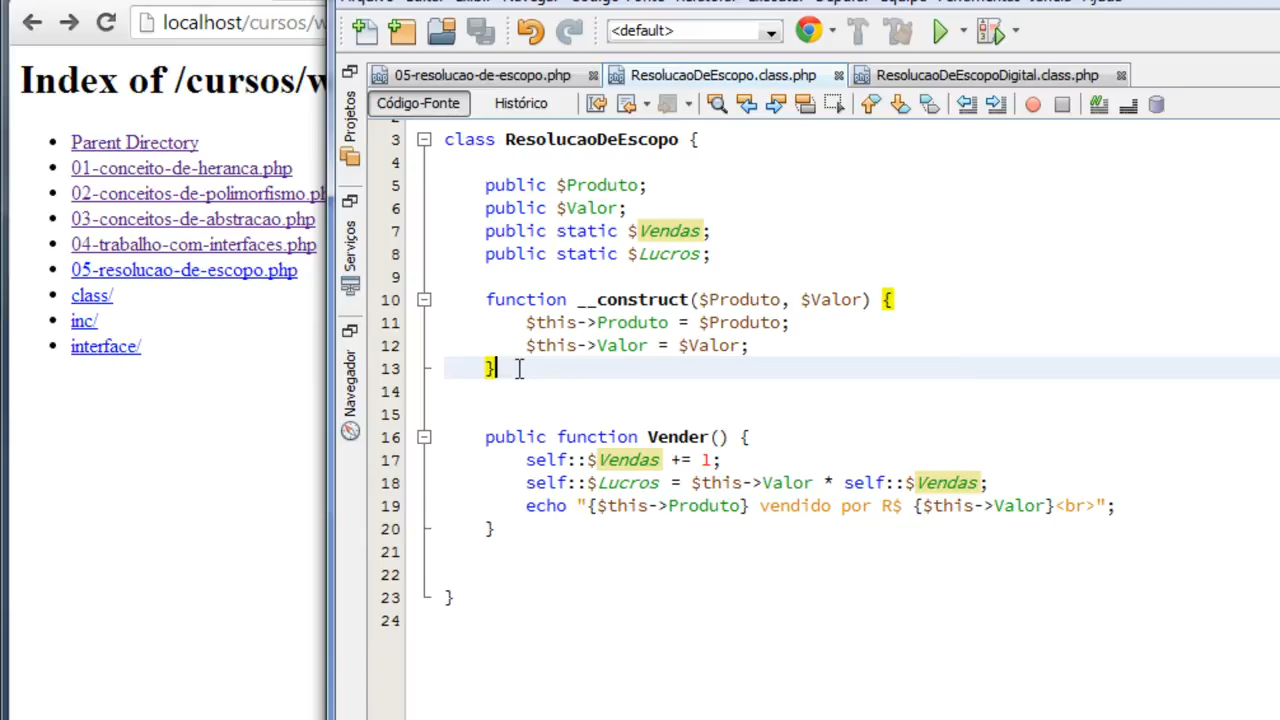 Arquivo Editar Exibir
localhost/cursos/w
<default>
Index of /cursos/w
Parent Directory
01-conceito-de-heranca.php
02-conceitos-de-polimorfismo.ph
03-conceitos-de-abstracao.php
04-trabalho-com-interfaces.php
05-resolucao-de-escopo.php
class/
inc/
interface/
Projetos
Serviços
Navegador
05-resolucao-de-escopo.php ResolucaoDeEscopo.class.php ResolucaoDeEscopoDigital.class.php
Código-Fonte Histórico
3 class ResolucaoDeEscopo {
4
5 public $Produto;
6 public $Valor;
7 public static $Vendas;
8 public static $Lucros;
9
10 function __construct($Produto, $Valor) {
11 $this->Produto = $Produto;
12 $this->Valor = $Valor;
13 }
14
15
16 public function Vender() {
17 self::$Vendas += 1;
18 self::$Lucros = $this->Valor * self::$Vendas;
19 echo "{$this->Produto} vendido por R$ {$this->Valor}<br>";
20 }
21
22
23 }
24